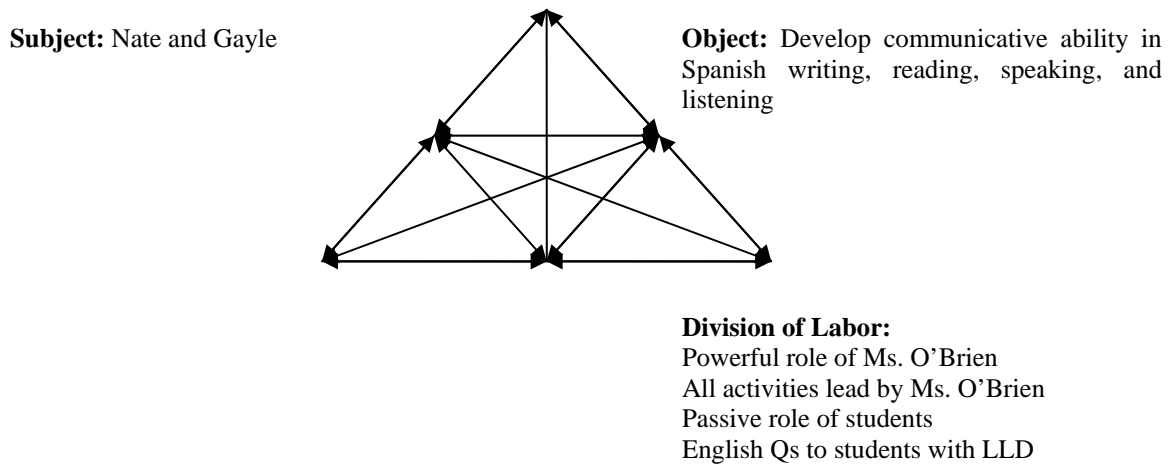 Subject: Nate and Gayle
Object: Develop communicative ability in
Spanish writing, reading, speaking, and
listening
Division of Labor:
Powerful role of Ms. O’Brien
All activities lead by Ms. O’Brien
Passive role of students
English Qs to students with LLD